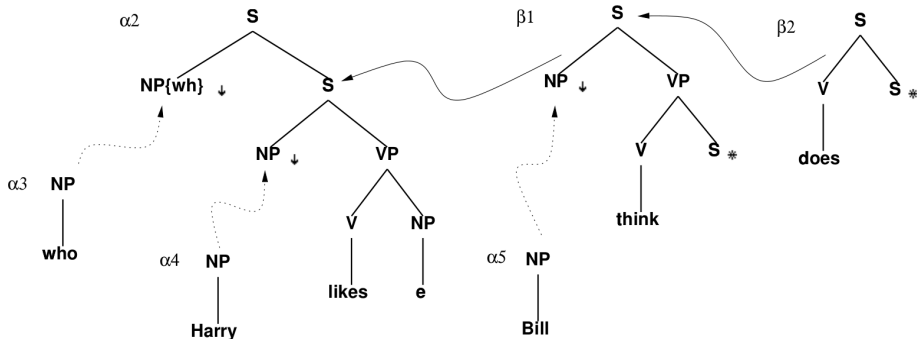 α2 S β1 S β2 S
NP{wh} ↓ S NP ↓ VP V S *
NP ↓ VP V S * does
α3 NP
V NP think
who α4 NP α5 NP
likes e
Harry Bill